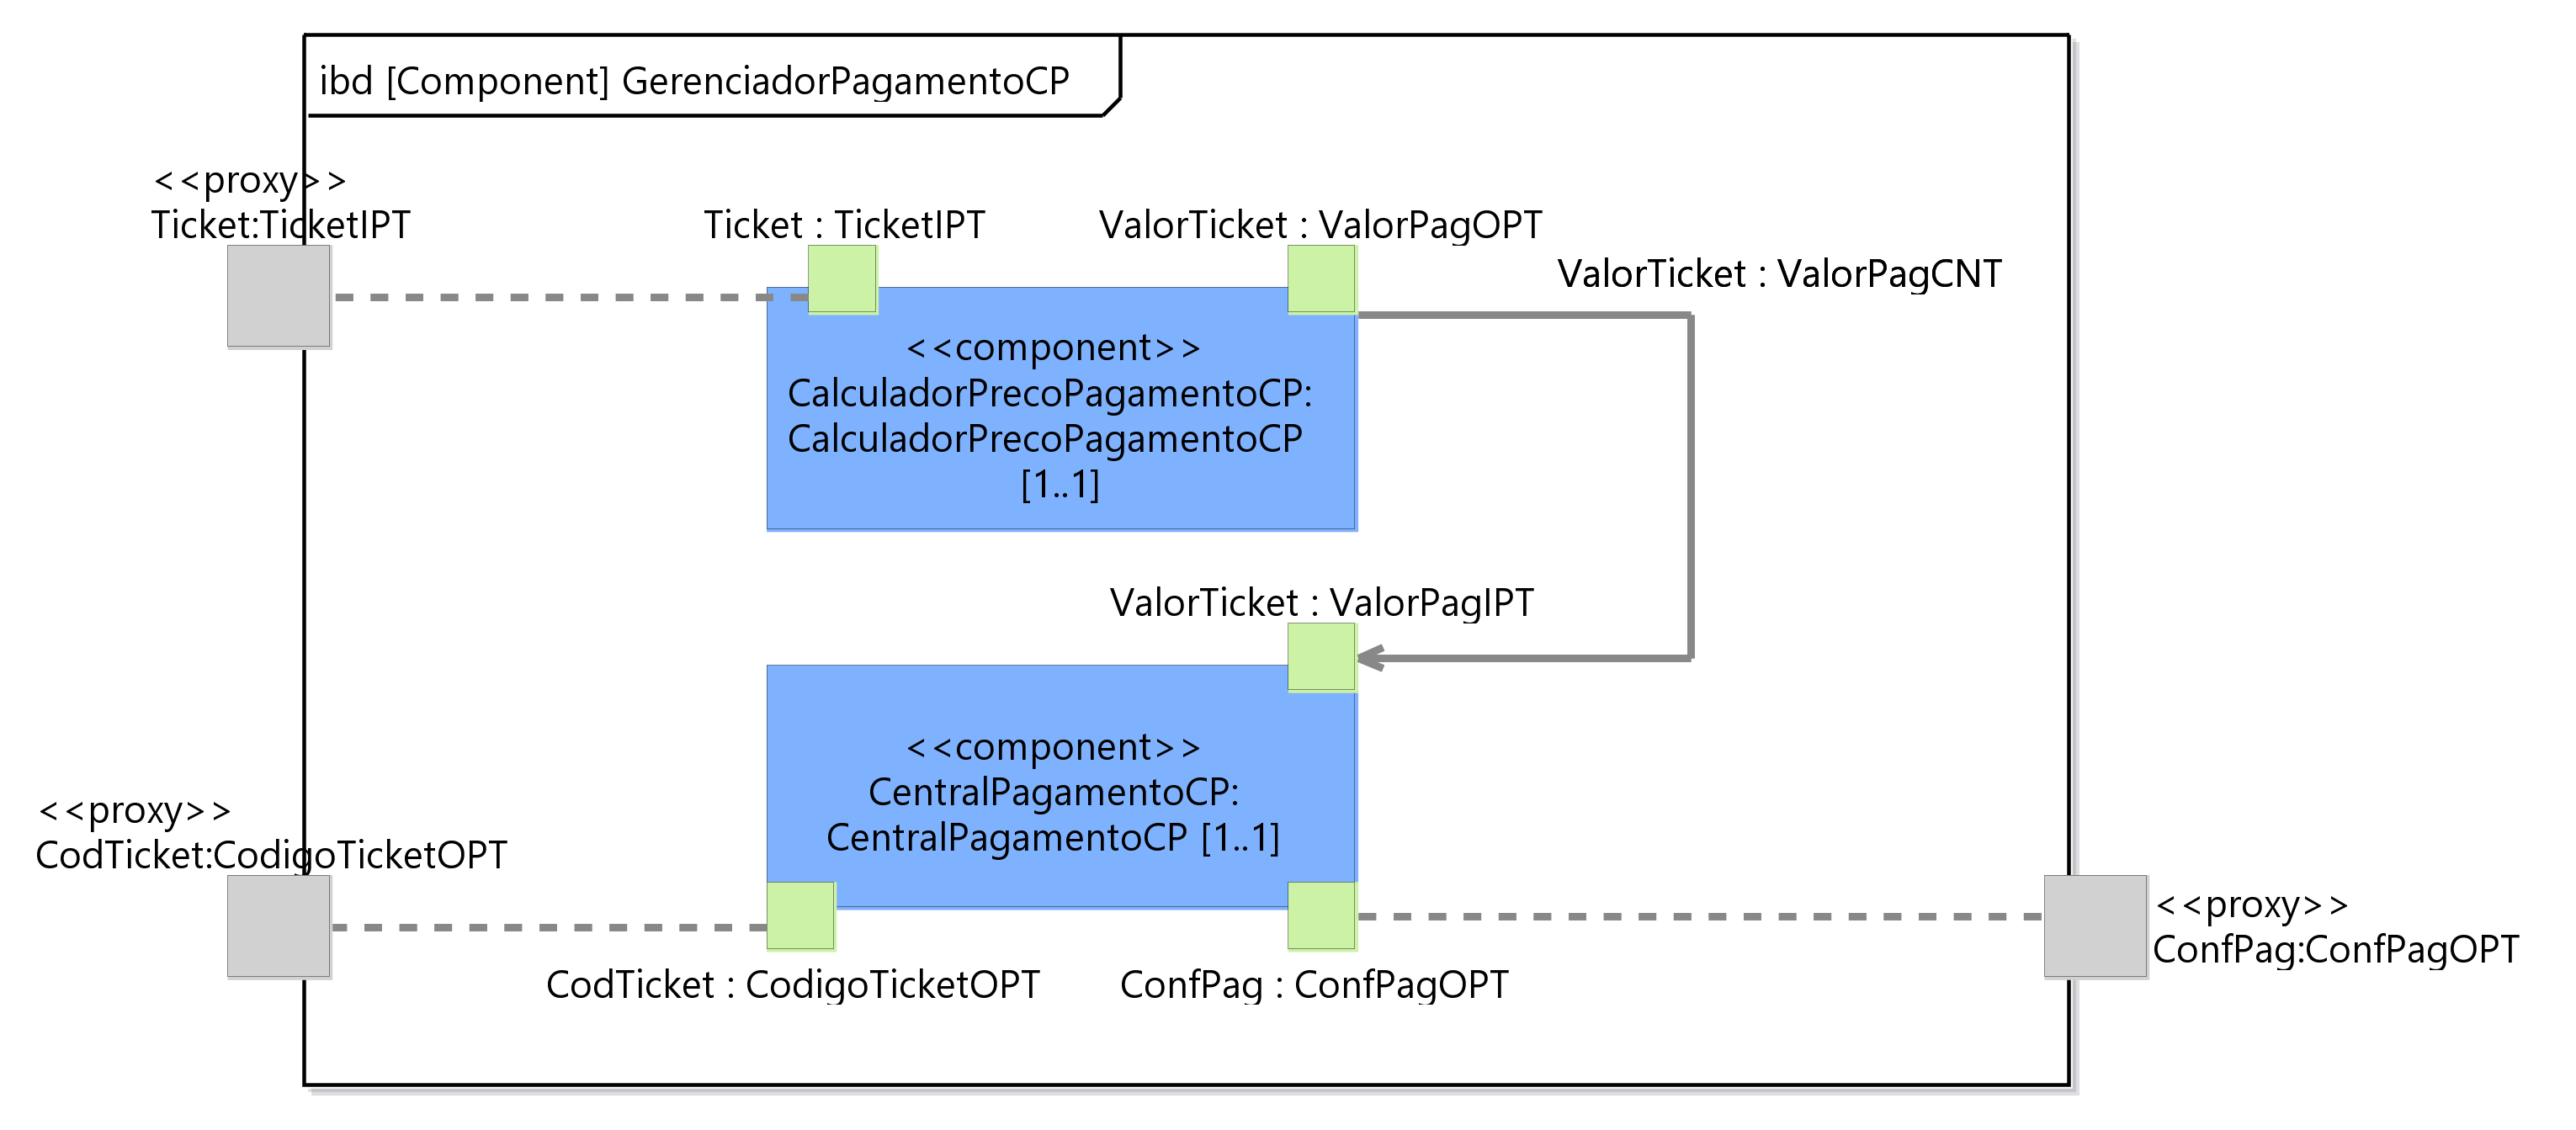 ibd [Component] GerenciadorPagamentoCP
<<proxy>>
Ticket:TicketIPT
Ticket : TicketIPT
ValorTicket : ValorPagOPT
ValorTicket : ValorPagCNT
<<component>>
CalculadorPrecoPagamentoCP:
CalculadorPrecoPagamentoCP
[1..1]
ValorTicket : ValorPagIPT
<<component>>
CentralPagamentoCP:
CentralPagamentoCP [1..1]
<<proxy>>
CodTicket:CodigoTicketOPT
<<proxy>>
ConfPag:ConfPagOPT
CodTicket : CodigoTicketOPT
ConfPag : ConfPagOPT